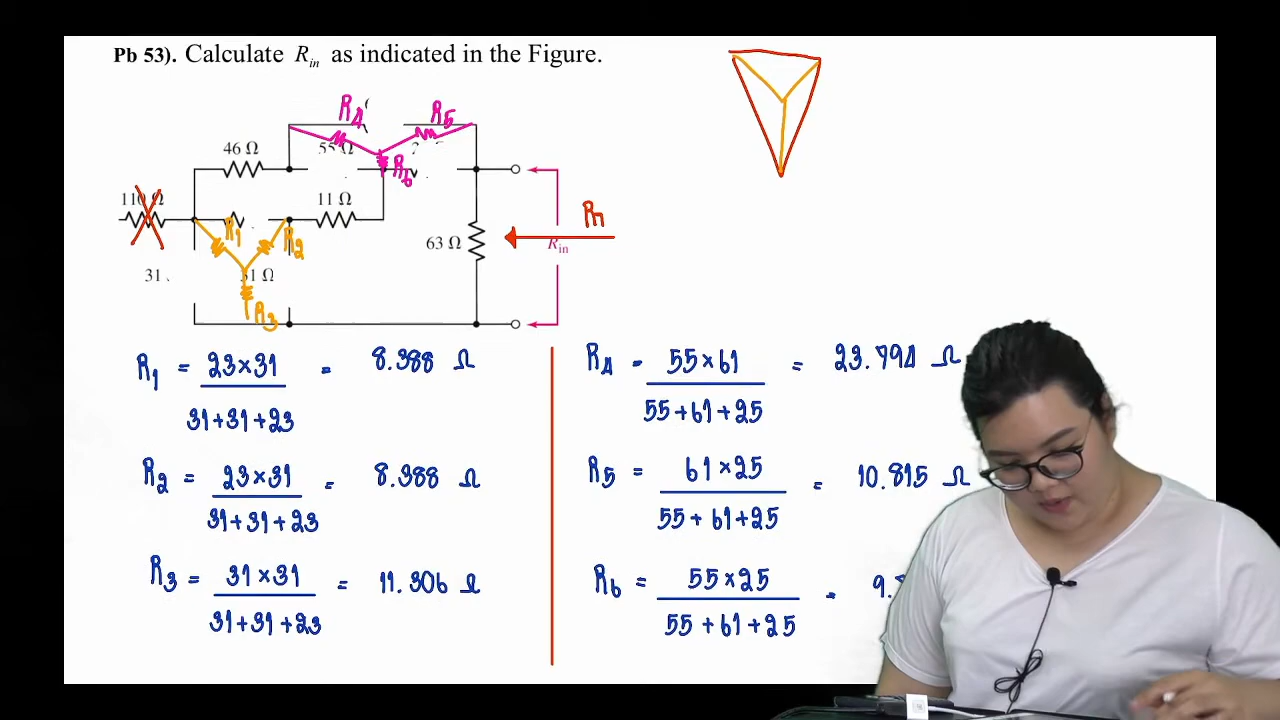 Pb 53). Calculate R_in as indicated in the Figure.
R4
R5
46 Ω
55 Ω
R6
110 Ω
11 Ω
R1
R2
63 Ω
R_in
31
31 Ω
R3
R1 = 23×31 / 31+31+23 = 8.388 Ω
R2 = 23×31 / 31+31+23 = 8.388 Ω
R3 = 31×31 / 31+31+23 = 11.306 Ω
R4 = 55×61 / 55+61+25 = 23.794 Ω
R5 = 61×25 / 55+61+25 = 10.815 Ω
R6 = 55×25 / 55+61+25 = 9.